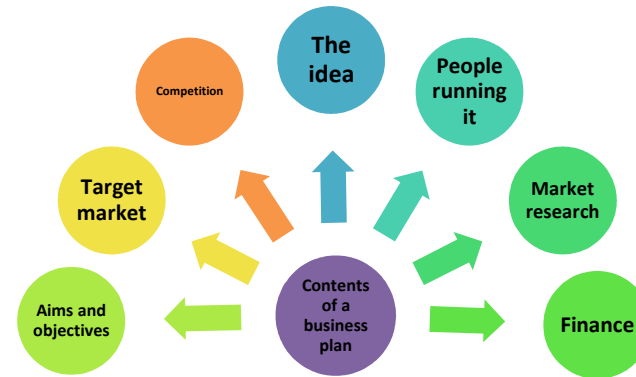 The
idea
People
running
it
Competition
Target
market
Market
research
Aims and
objectives
Contents
of a
business
plan
Finance